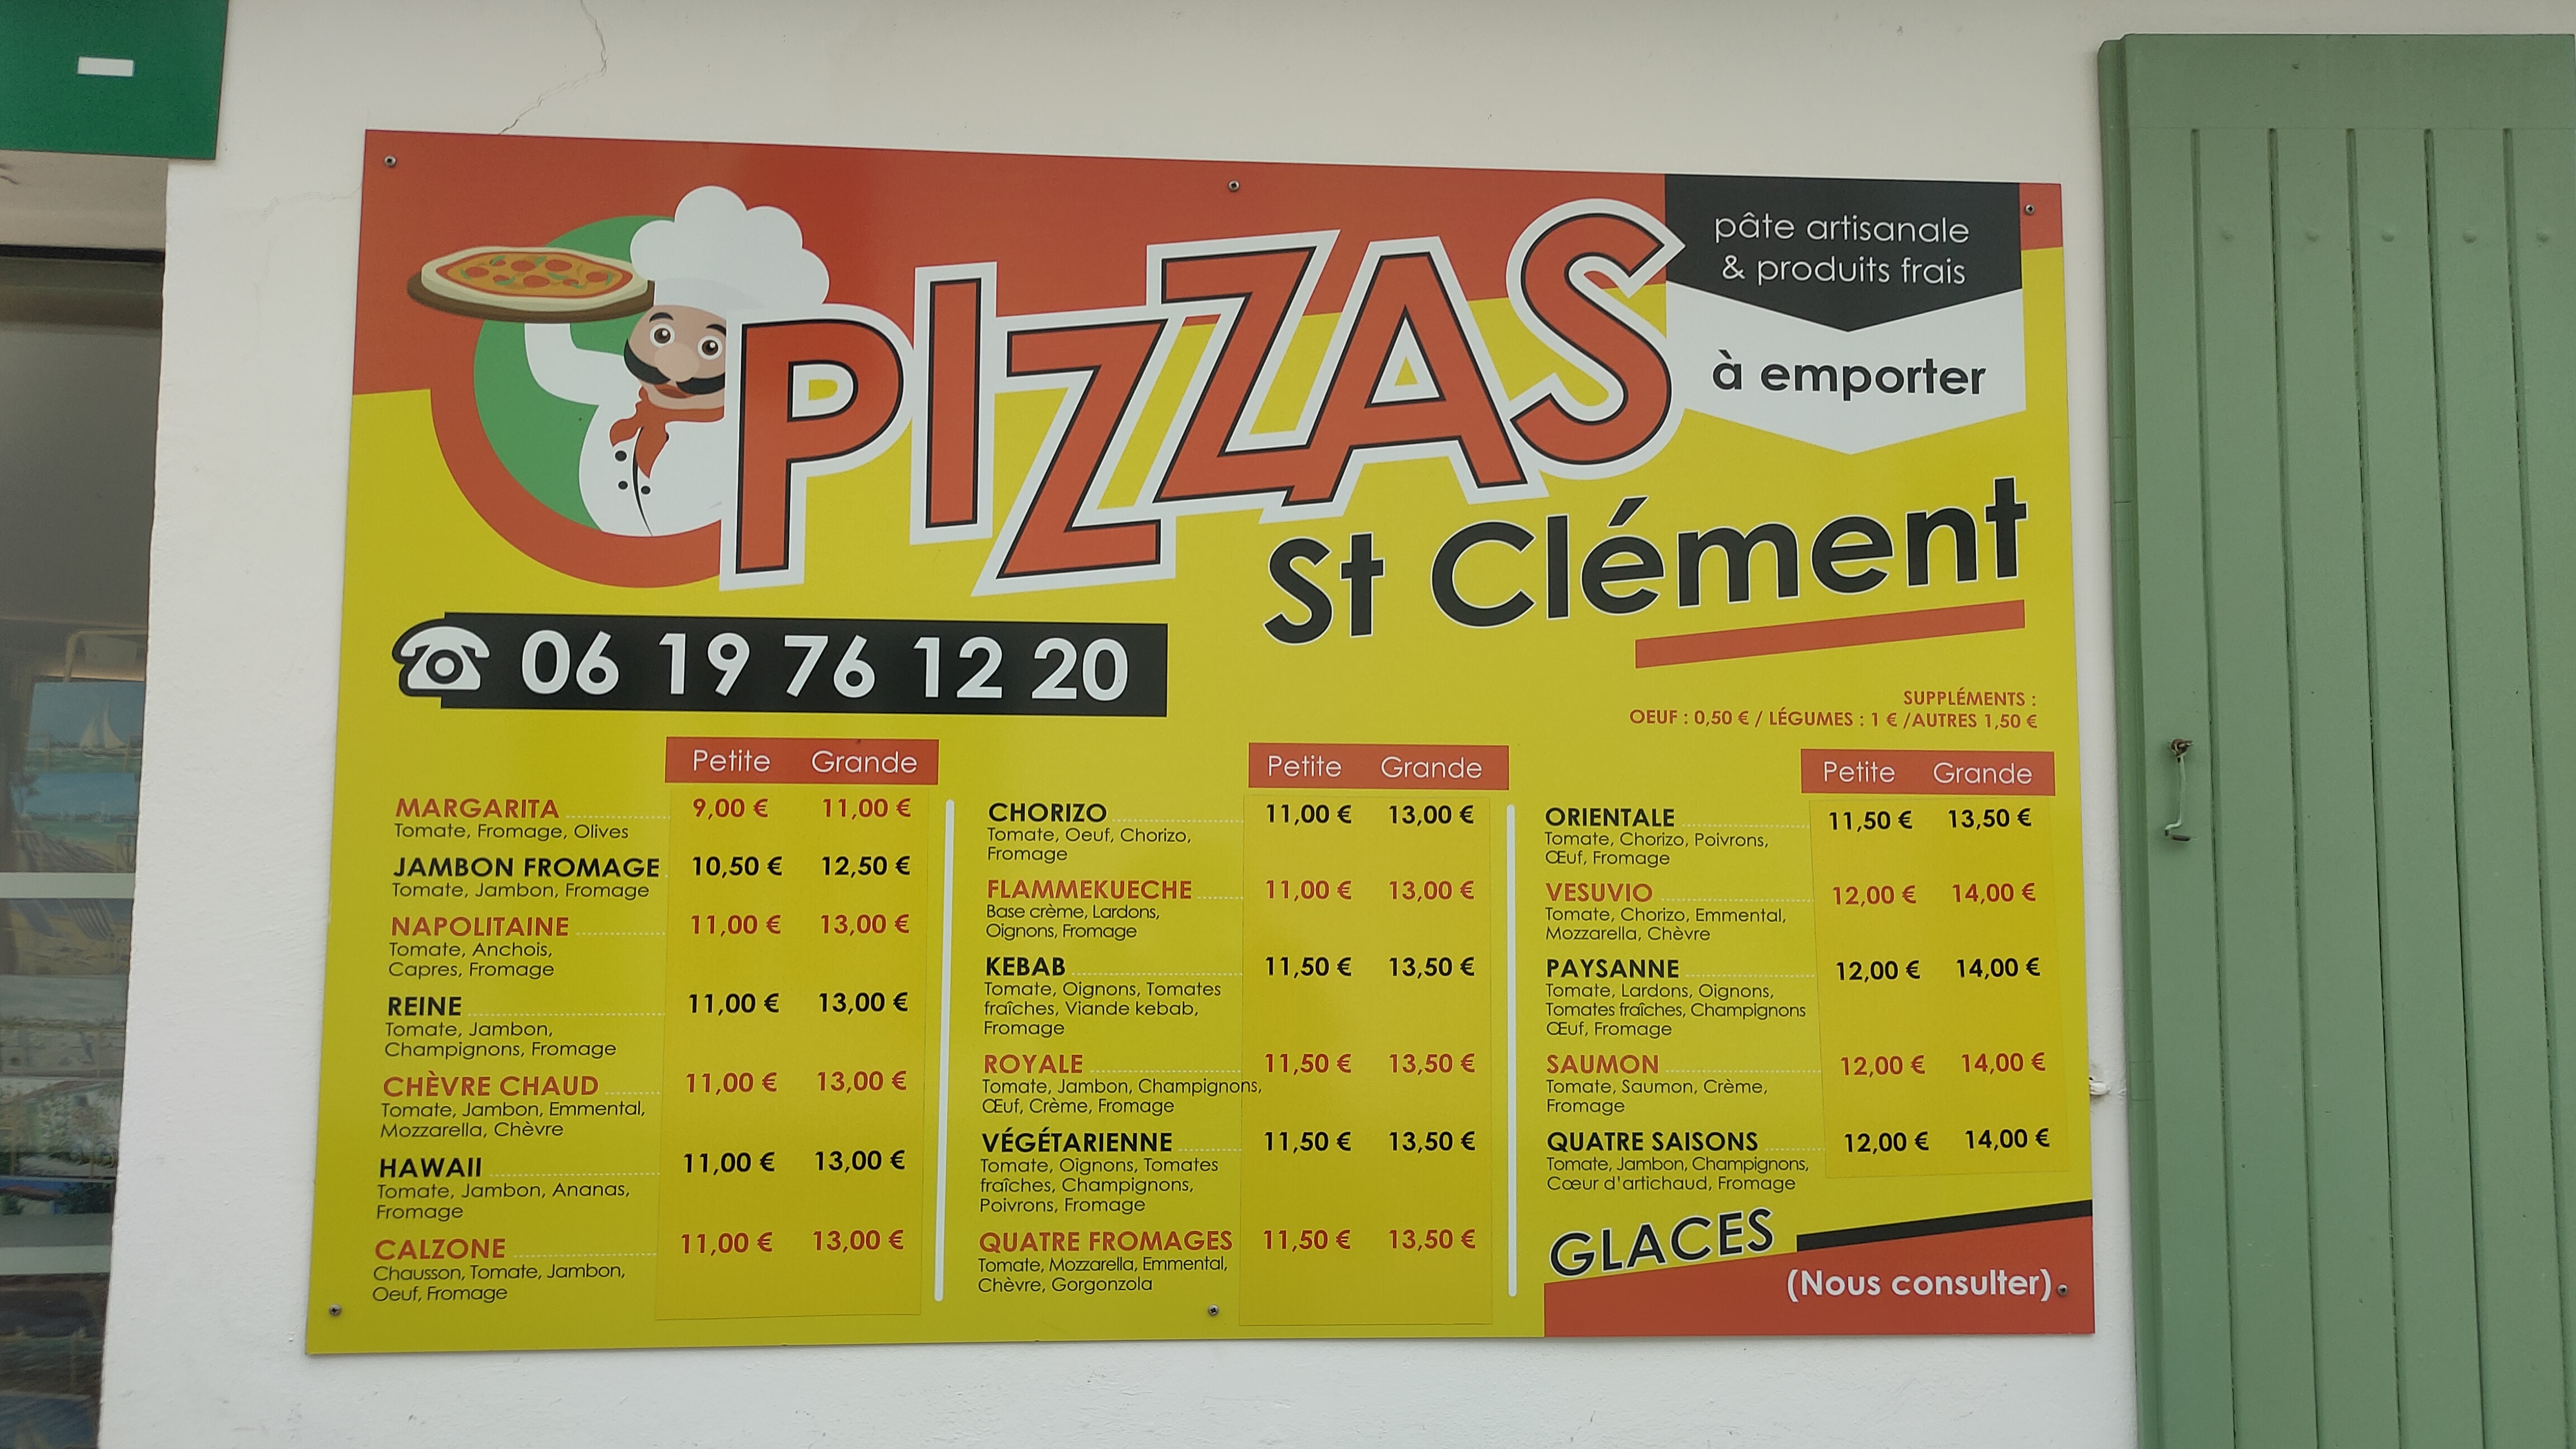 PIZZAS
St Clément
pâte artisanale
& produits frais
à emporter
06 19 76 12 20
SUPPLÉMENTS :
OEUF : 0,50 € / LÉGUMES : 1 € /AUTRES 1,50 €
Petite Grande
MARGARITA 9,00 € 11,00 €
Tomate, Fromage, Olives
JAMBON FROMAGE 10,50 € 12,50 €
Tomate, Jambon, Fromage
NAPOLITAINE 11,00 € 13,00 €
Tomate, Anchois,
Capres, Fromage
REINE 11,00 € 13,00 €
Tomate, Jambon,
Champignons, Fromage
CHÈVRE CHAUD 11,00 € 13,00 €
Tomate, Jambon, Emmental,
Mozzarella, Chèvre
HAWAII 11,00 € 13,00 €
Tomate, Jambon, Ananas,
Fromage
CALZONE 11,00 € 13,00 €
Chausson, Tomate, Jambon,
Oeuf, Fromage
Petite Grande
CHORIZO 11,00 € 13,00 €
Tomate, Oeuf, Chorizo,
Fromage
FLAMMEKUECHE 11,00 € 13,00 €
Base crème, Lardons,
Oignons, Fromage
KEBAB 11,50 € 13,50 €
Tomate, Oignons, Tomates
fraîches, Viande kebab,
Fromage
ROYALE 11,50 € 13,50 €
Tomate, Jambon, Champignons,
Œuf, Crème, Fromage
VÉGÉTARIENNE 11,50 € 13,50 €
Tomate, Oignons, Tomates
fraîches, Champignons,
Poivrons, Fromage
QUATRE FROMAGES 11,50 € 13,50 €
Tomate, Mozzarella, Emmental,
Chèvre, Gorgonzola
Petite Grande
ORIENTALE 11,50 € 13,50 €
Tomate, Chorizo, Poivrons,
Œuf, Fromage
VESUVIO 12,00 € 14,00 €
Tomate, Chorizo, Emmental,
Mozzarella, Chèvre
PAYSANNE 12,00 € 14,00 €
Tomate, Lardons, Oignons,
Tomates fraîches, Champignons
Œuf, Fromage
SAUMON 12,00 € 14,00 €
Tomate, Saumon, Crème,
Fromage
QUATRE SAISONS 12,00 € 14,00 €
Tomate, Jambon, Champignons,
Cœur d'artichaud, Fromage
GLACES
(Nous consulter)